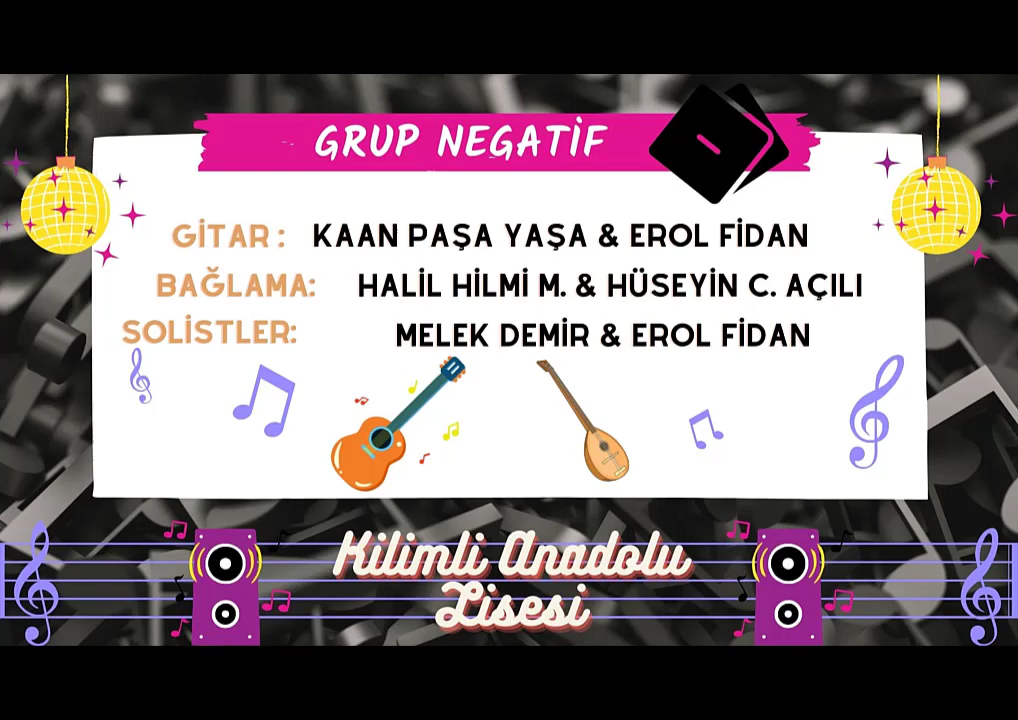 GRUP NEGATİF
GİTAR : KAAN PAŞA YAŞA & EROL FİDAN
BAĞLAMA: HALİL HİLMİ M. & HÜSEYİN C. AÇILI
SOLİSTLER: MELEK DEMİR & EROL FİDAN
Kilimli Anadolu
Lisesi